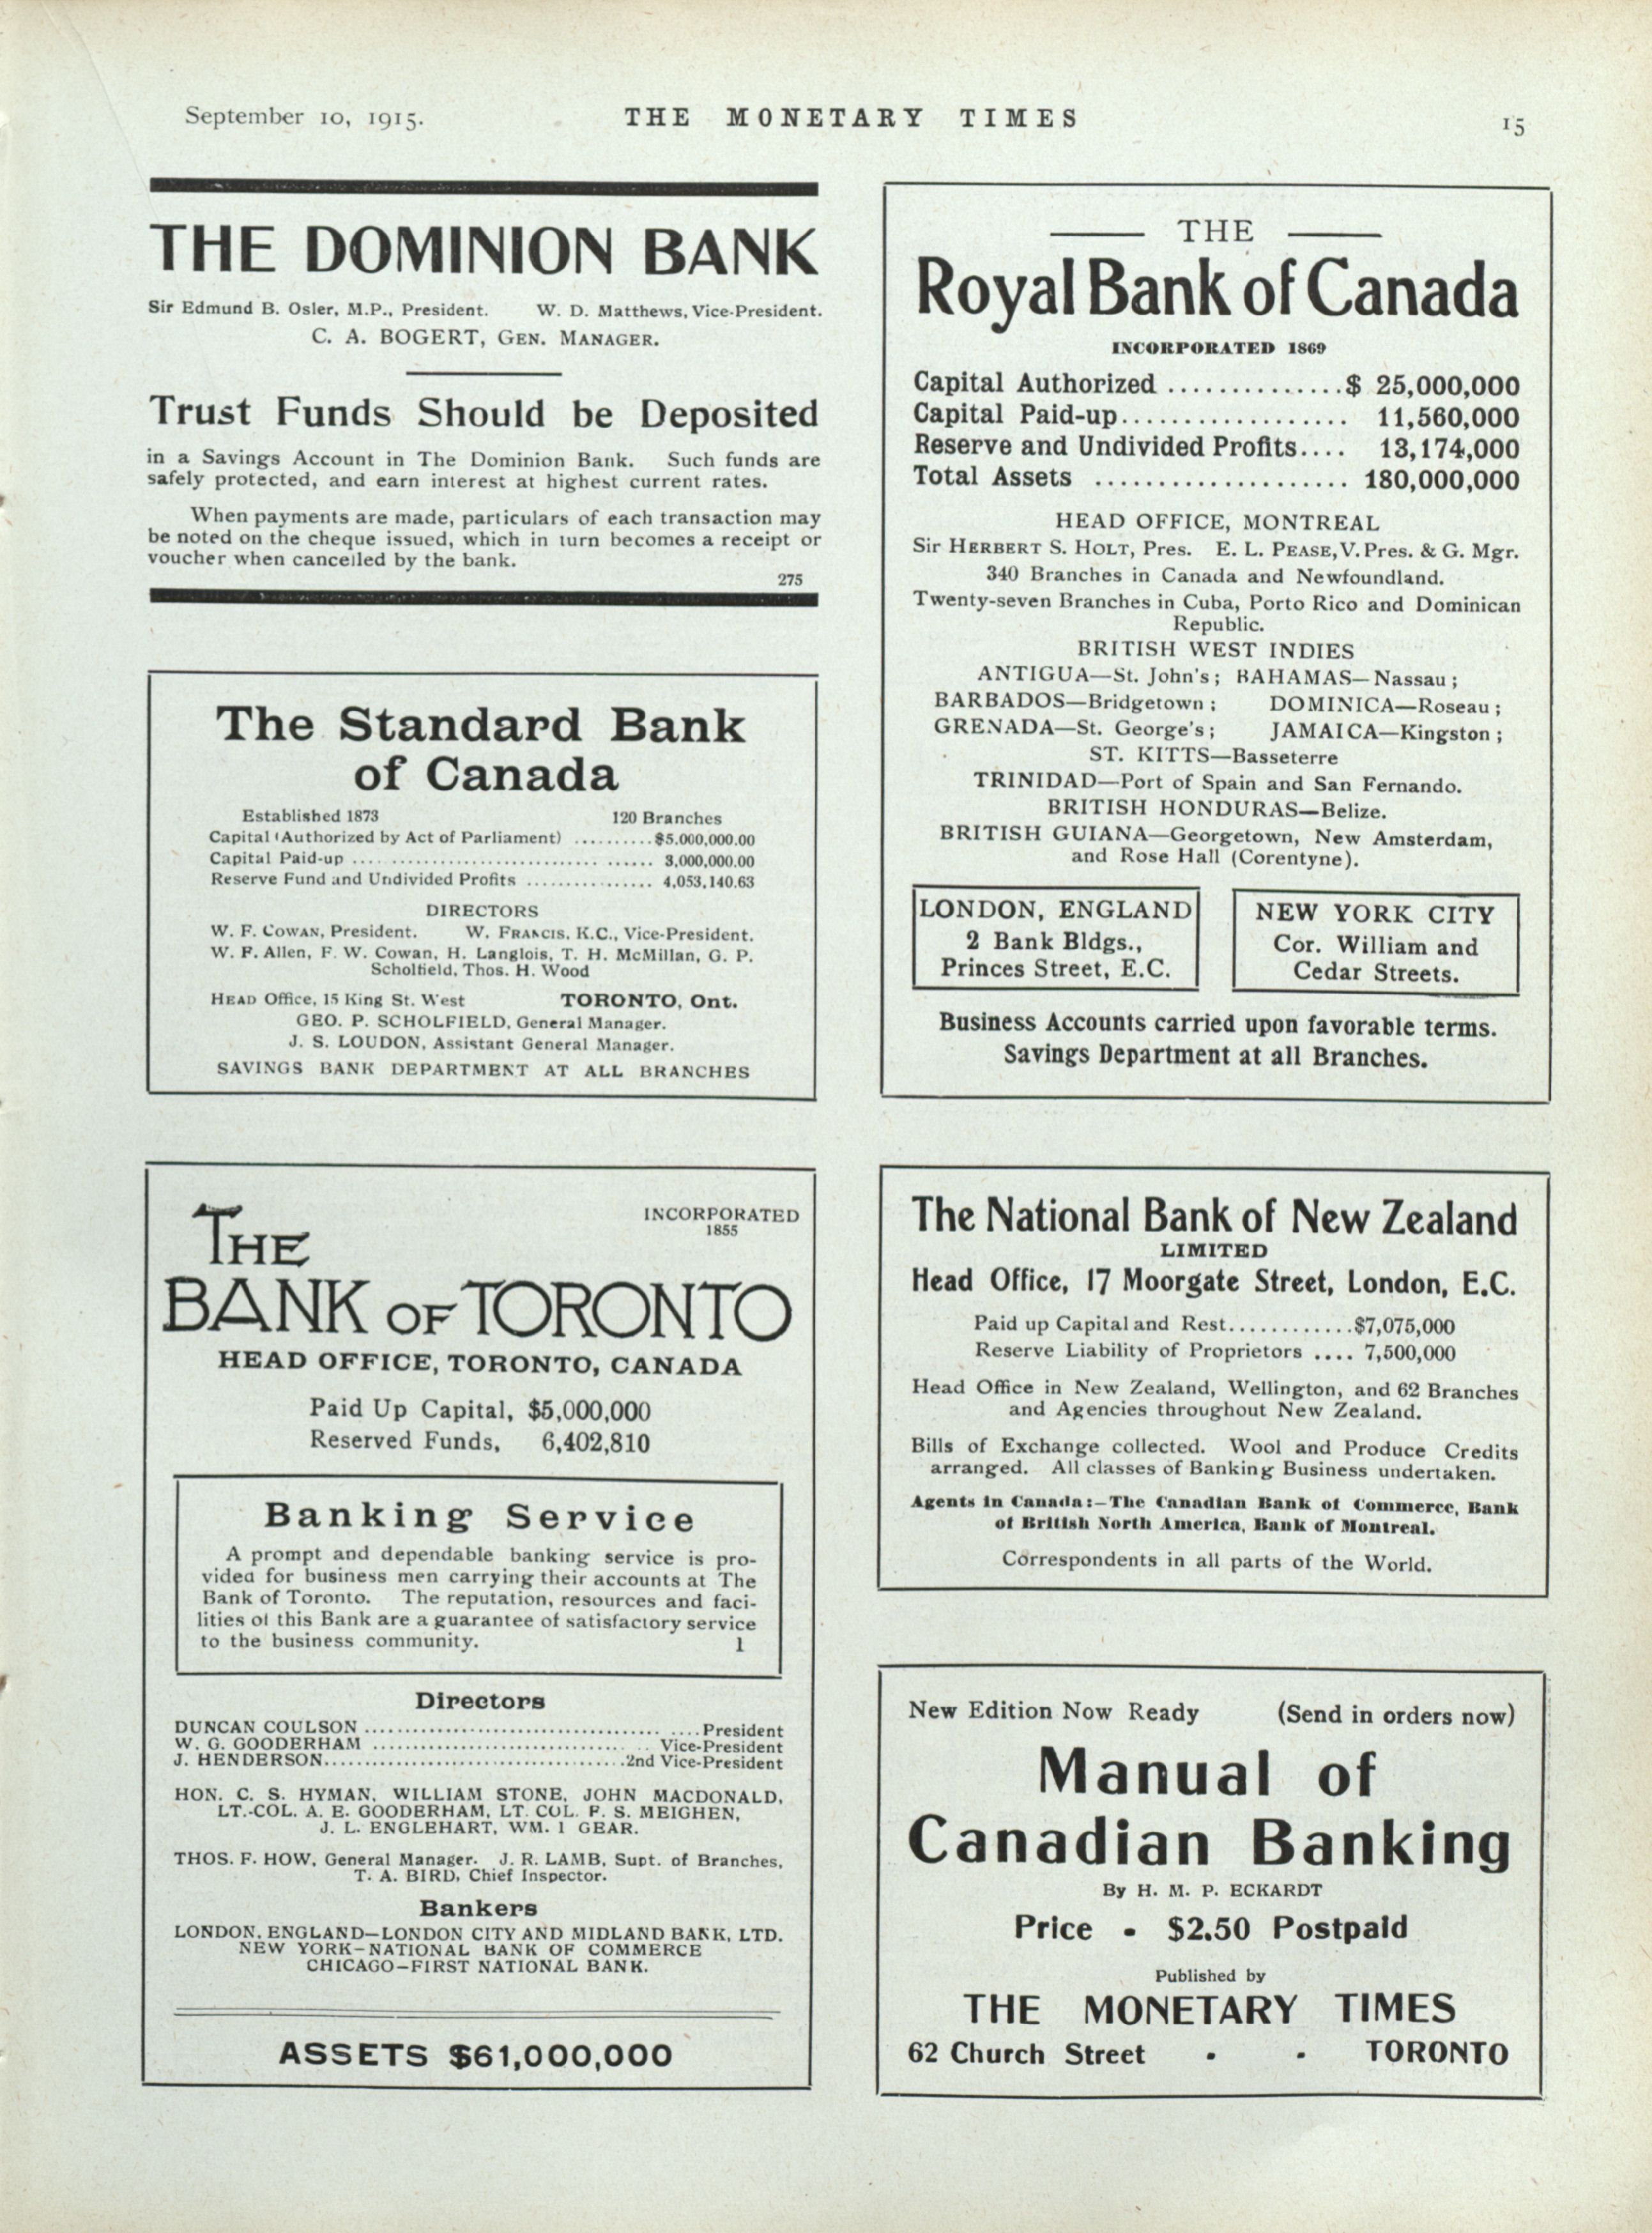 September 10, 1915.
THE MONETARY TIMES
15
THE DOMINION BANK
Sir Edmund B. Osler, M.P., President. W. D. Matthews, Vice-President.
C. A. BOGERT, GEN. MANAGER.
Trust Funds Should be Deposited
in a Savings Account in The Dominion Bank. Such funds are
safely protected, and earn interest at highest current rates.
When payments are made, particulars of each transaction may
be noted on the cheque issued, which in turn becomes a receipt or
voucher when cancelled by the bank.
275
The Standard Bank
of Canada
Established 1873 120 Branches
Capital (Authorized by Act of Parliament) ..........$5,000,000.00
Capital Paid-up .................................... 3,000,000.00
Reserve Fund and Undivided Profits ................ 4,053,140.63
DIRECTORS
W. F. COWAN, President. W. FRANCIS, K.C., Vice-President.
W. F. Allen, F. W. Cowan, H. Langlois, T. H. McMillan, G. P.
Scholfield, Thos. H. Wood
HEAD Office, 15 King St. West TORONTO, Ont.
GEO. P. SCHOLFIELD, General Manager.
J. S. LOUDON, Assistant General Manager.
SAVINGS BANK DEPARTMENT AT ALL BRANCHES
THE
INCORPORATED
1855
BANK OF TORONTO
HEAD OFFICE, TORONTO, CANADA
Paid Up Capital, $5,000,000
Reserved Funds, 6,402,810
Banking Service
A prompt and dependable banking service is pro-
vided for business men carrying their accounts at The
Bank of Toronto. The reputation, resources and faci-
lities of this Bank are a guarantee of satisfactory service
to the business community. 1
Directors
DUNCAN COULSON ........................................President
W. G. GOODERHAM .................................. Vice-President
J. HENDERSON.....................................2nd Vice-President
HON. C. S. HYMAN, WILLIAM STONE, JOHN MACDONALD,
LT.-COL. A. E. GOODERHAM, LT. COL. F. S. MEIGHEN,
J. L. ENGLEHART, WM. I GEAR.
THOS. F. HOW, General Manager. J. R. LAMB, Supt. of Branches,
T. A. BIRD, Chief Inspector.
Bankers
LONDON, ENGLAND—LONDON CITY AND MIDLAND BANK, LTD.
NEW YORK—NATIONAL BANK OF COMMERCE
CHICAGO—FIRST NATIONAL BANK.
ASSETS $61,000,000
THE
Royal Bank of Canada
INCORPORATED 1869
Capital Authorized ..............$ 25,000,000
Capital Paid-up.................. 11,560,000
Reserve and Undivided Profits.... 13,174,000
Total Assets .................... 180,000,000
HEAD OFFICE, MONTREAL
Sir HERBERT S. HOLT, Pres. E. L. PEASE, V. Pres. & G. Mgr.
340 Branches in Canada and Newfoundland.
Twenty-seven Branches in Cuba, Porto Rico and Dominican
Republic.
BRITISH WEST INDIES
ANTIGUA—St. John's; BAHAMAS—Nassau;
BARBADOS—Bridgetown; DOMINICA—Roseau;
GRENADA—St. George's; JAMAICA—Kingston;
ST. KITTS—Basseterre
TRINIDAD—Port of Spain and San Fernando.
BRITISH HONDURAS—Belize.
BRITISH GUIANA—Georgetown, New Amsterdam,
and Rose Hall (Corentyne).
LONDON, ENGLAND
2 Bank Bldgs.,
Princes Street, E.C.
NEW YORK CITY
Cor. William and
Cedar Streets.
Business Accounts carried upon favorable terms.
Savings Department at all Branches.
The National Bank of New Zealand
LIMITED
Head Office, 17 Moorgate Street, London, E.C.
Paid up Capital and Rest............$7,075,000
Reserve Liability of Proprietors .... 7,500,000
Head Office in New Zealand, Wellington, and 62 Branches
and Agencies throughout New Zealand.
Bills of Exchange collected. Wool and Produce Credits
arranged. All classes of Banking Business undertaken.
Agents in Canada:—The Canadian Bank of Commerce, Bank
of British North America, Bank of Montreal.
Correspondents in all parts of the World.
New Edition Now Ready (Send in orders now)
Manual of
Canadian Banking
By H. M. P. ECKARDT
Price - $2.50 Postpaid
Published by
THE MONETARY TIMES
62 Church Street - - TORONTO